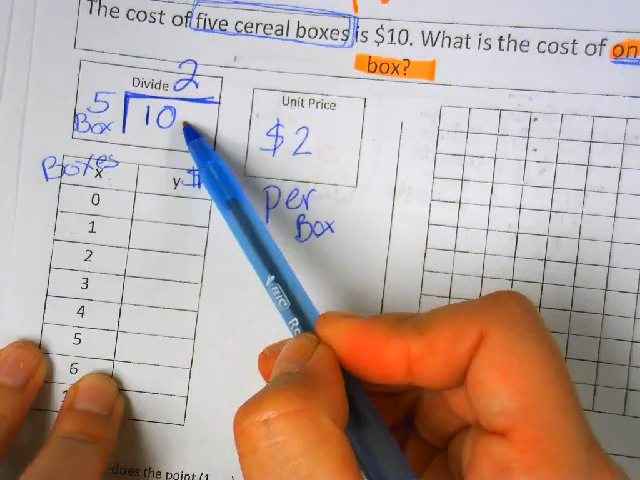 The cost of five cereal boxes is $10. What is the cost of on
box?
Divide 2
5
10
Box
Unit Price
$2
per
Box
Boxes
x
y $
0
1
2
3
4
5
6
does the point (1
BIC